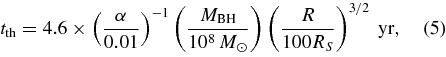 t_th = 4.6 × (α/0.01)^−1 (M_BH/10^8 M_⊙) (R/100R_S)^3/2 yr, (5)